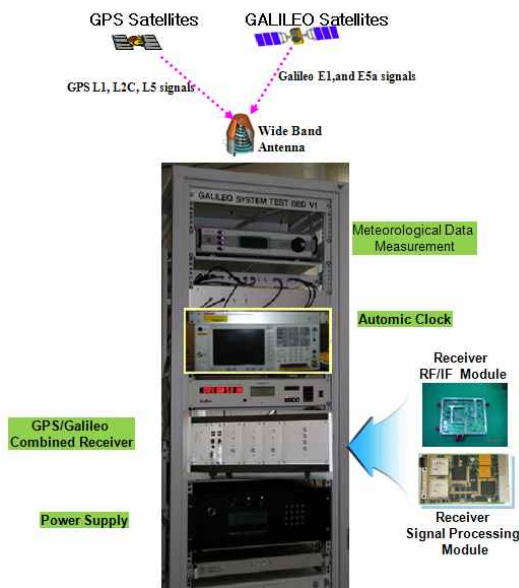 GPS Satellites
GALILEO Satellites
GPS L1, L2C, L5 signals
Galileo E1,and E5a signals
Wide Band
Antenna
GALILEO SYSTEM TEST BED V1
Meteorological Data
Measurement
Automic Clock
Receiver
RF/IF Module
GPS/Galileo
Combined Receiver
Power Supply
Receiver
Signal Processing
Module